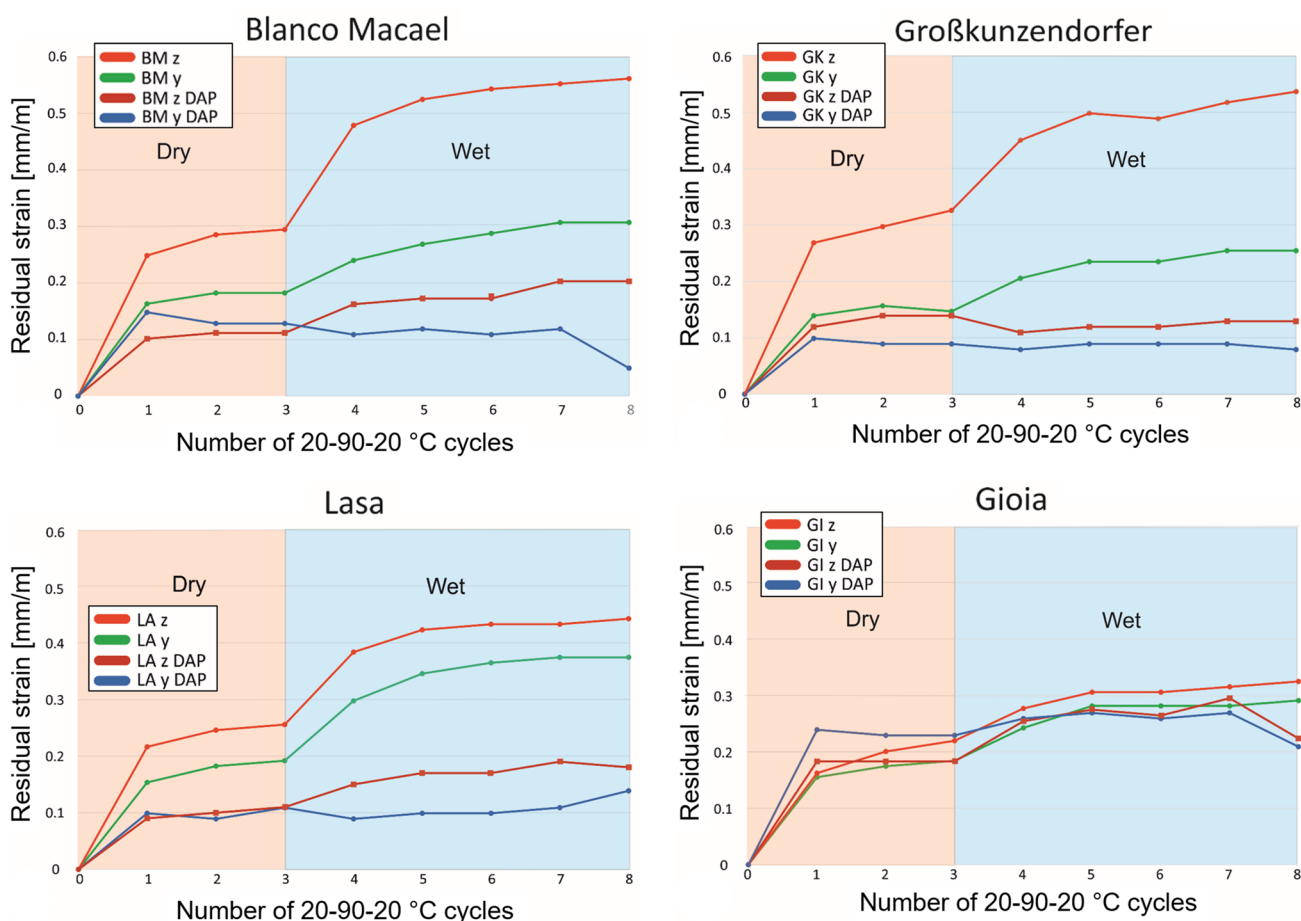 Blanco Macael
Residual strain [mm/m]
0.6
0.5
0.4
0.3
0.2
0.1
0
BM z
BM y
BM z DAP
BM y DAP
Dry
Wet
0 1 2 3 4 5 6 7 8
Number of 20-90-20 °C cycles
Großkunzendorfer
Residual strain [mm/m]
0.6
0.5
0.4
0.3
0.2
0.1
0
GK z
GK y
GK z DAP
GK y DAP
Dry
Wet
0 1 2 3 4 5 6 7 8
Number of 20-90-20 °C cycles
Lasa
Residual strain [mm/m]
0.6
0.5
0.4
0.3
0.2
0.1
0
Dry
Wet
LA z
LA y
LA z DAP
LA y DAP
0 1 2 3 4 5 6 7 8
Number of 20-90-20 °C cycles
Gioia
Residual strain [mm/m]
0.6
0.5
0.4
0.3
0.2
0.1
0
GI z
GI y
GI z DAP
GI y DAP
Dry
Wet
0 1 2 3 4 5 6 7 8
Number of 20-90-20 °C cycles